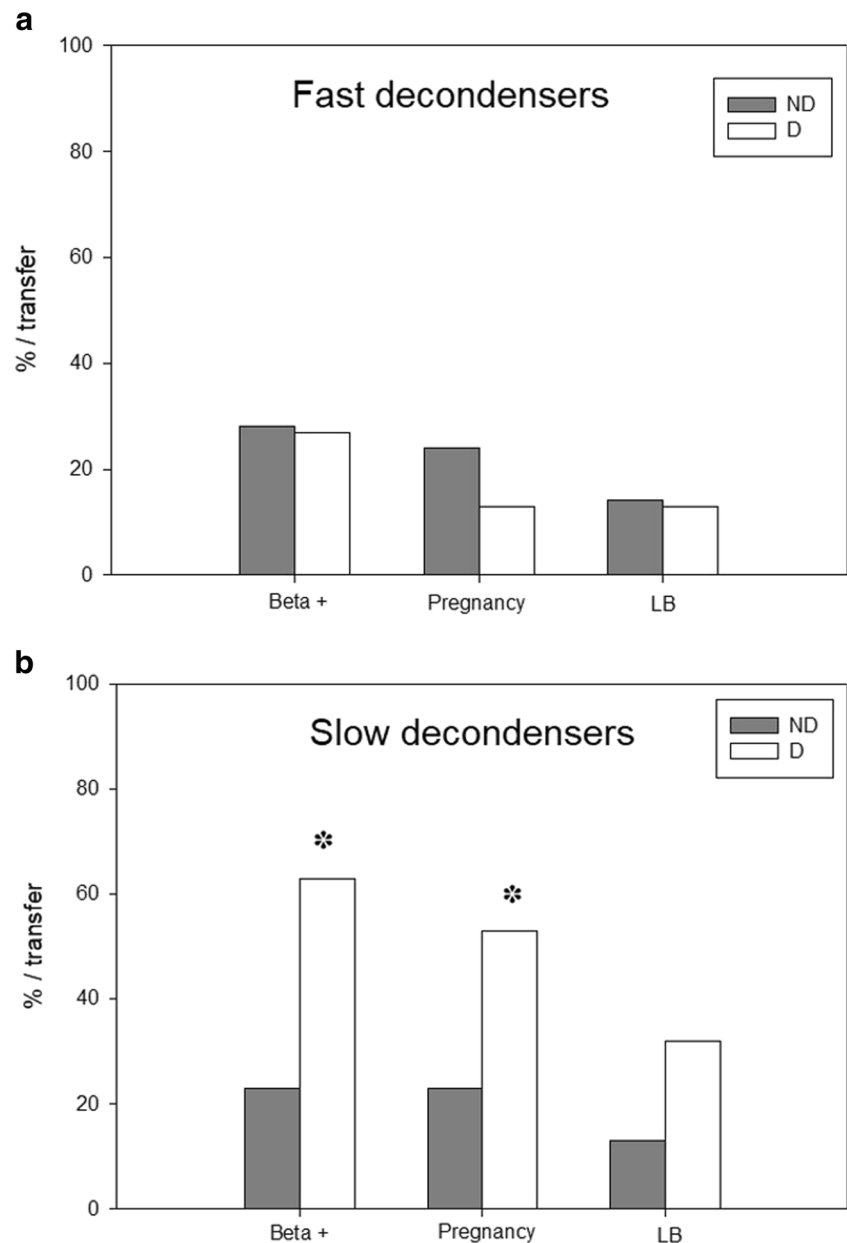 a
100
80
60
40
20
0
% / transfer
Fast decondensers
ND
D
Beta +
Pregnancy
LB
b
100
80
60
40
20
0
% / transfer
Slow decondensers
ND
D
*
*
Beta +
Pregnancy
LB